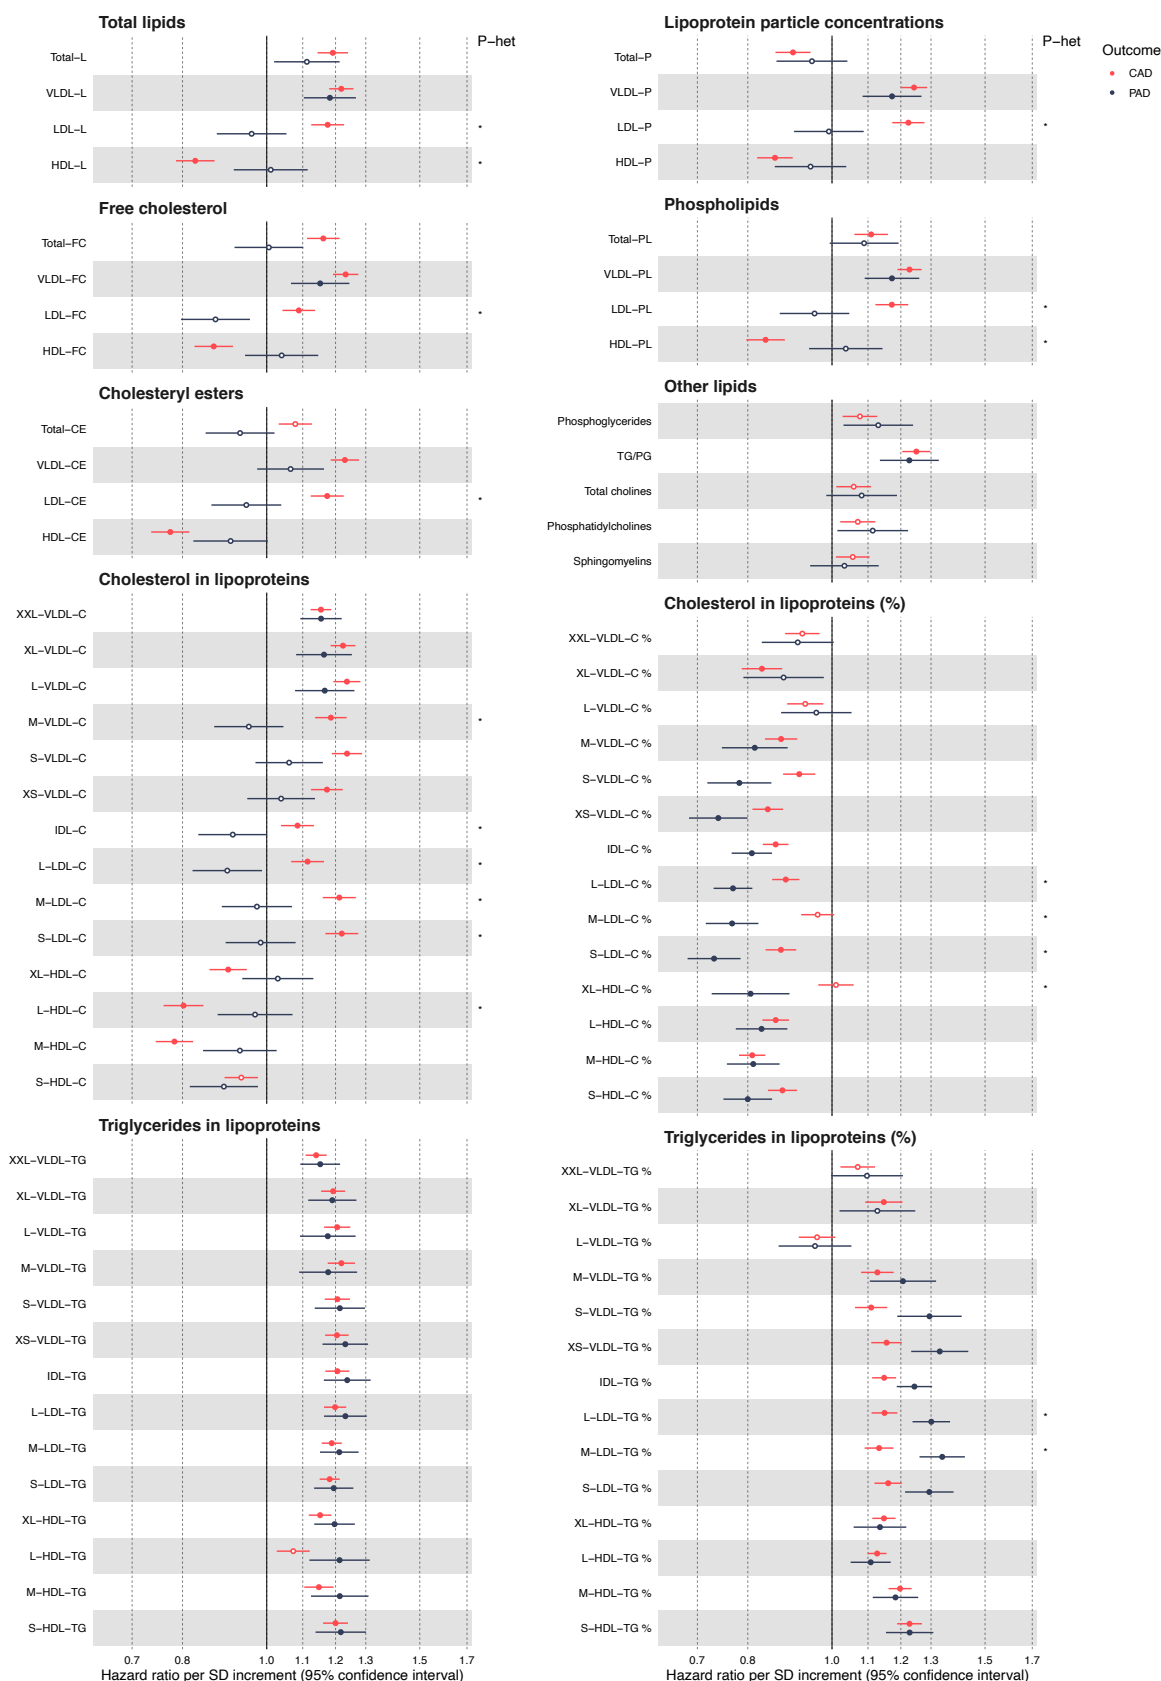 Total lipids
P−het
Total−L
VLDL−L
LDL−L *
HDL−L *
Free cholesterol
Total−FC
VLDL−FC
LDL−FC *
HDL−FC
Cholesteryl esters
Total−CE
VLDL−CE
LDL−CE *
HDL−CE
Cholesterol in lipoproteins
XXL−VLDL−C
XL−VLDL−C
L−VLDL−C
M−VLDL−C *
S−VLDL−C
XS−VLDL−C
IDL−C *
L−LDL−C *
M−LDL−C *
S−LDL−C *
XL−HDL−C
L−HDL−C *
M−HDL−C
S−HDL−C
Triglycerides in lipoproteins
XXL−VLDL−TG
XL−VLDL−TG
L−VLDL−TG
M−VLDL−TG
S−VLDL−TG
XS−VLDL−TG
IDL−TG
L−LDL−TG
M−LDL−TG
S−LDL−TG
XL−HDL−TG
L−HDL−TG
M−HDL−TG
S−HDL−TG
0.7 0.8 1.0 1.1 1.2 1.3 1.5 1.7
Hazard ratio per SD increment (95% confidence interval)
Lipoprotein particle concentrations
P−het
Total−P
VLDL−P
LDL−P *
HDL−P
Phospholipids
Total−PL
VLDL−PL
LDL−PL *
HDL−PL *
Other lipids
Phosphoglycerides
TG/PG
Total cholines
Phosphatidylcholines
Sphingomyelins
Cholesterol in lipoproteins (%)
XXL−VLDL−C %
XL−VLDL−C %
L−VLDL−C %
M−VLDL−C %
S−VLDL−C %
XS−VLDL−C %
IDL−C %
L−LDL−C % *
M−LDL−C % *
S−LDL−C % *
XL−HDL−C % *
L−HDL−C %
M−HDL−C %
S−HDL−C %
Triglycerides in lipoproteins (%)
XXL−VLDL−TG %
XL−VLDL−TG %
L−VLDL−TG %
M−VLDL−TG %
S−VLDL−TG %
XS−VLDL−TG %
IDL−TG %
L−LDL−TG % *
M−LDL−TG % *
S−LDL−TG %
XL−HDL−TG %
L−HDL−TG %
M−HDL−TG %
S−HDL−TG %
0.7 0.8 1.0 1.1 1.2 1.3 1.5 1.7
Hazard ratio per SD increment (95% confidence interval)
Outcome
CAD
PAD